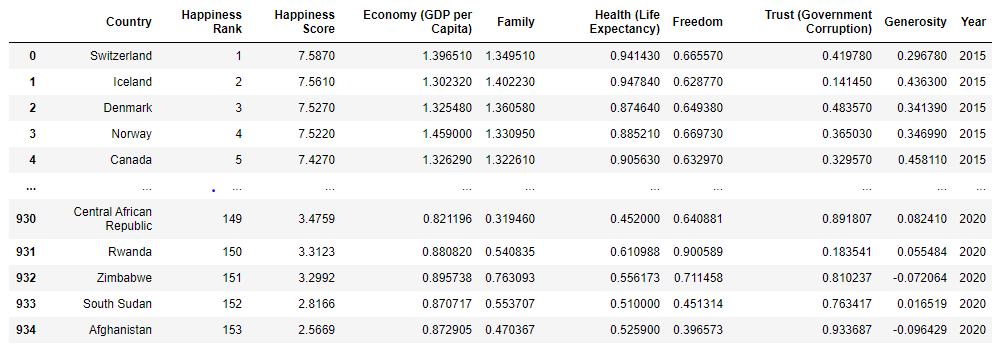 Country Happiness Rank Happiness Score Economy (GDP per Capita) Family Health (Life Expectancy) Freedom Trust (Government Corruption) Generosity Year
0 Switzerland 1 7.5870 1.396510 1.349510 0.941430 0.665570 0.419780 0.296780 2015
1 Iceland 2 7.5610 1.302320 1.402230 0.947840 0.628770 0.141450 0.436300 2015
2 Denmark 3 7.5270 1.325480 1.360580 0.874640 0.649380 0.483570 0.341390 2015
3 Norway 4 7.5220 1.459000 1.330950 0.885210 0.669730 0.365030 0.346990 2015
4 Canada 5 7.4270 1.326290 1.322610 0.905630 0.632970 0.329570 0.458110 2015
... ... ... ... ... ... ... ... ... ... ...
930 Central African Republic 149 3.4759 0.821196 0.319460 0.452000 0.640881 0.891807 0.082410 2020
931 Rwanda 150 3.3123 0.880820 0.540835 0.610988 0.900589 0.183541 0.055484 2020
932 Zimbabwe 151 3.2992 0.895738 0.763093 0.556173 0.711458 0.810237 -0.072064 2020
933 South Sudan 152 2.8166 0.870717 0.553707 0.510000 0.451314 0.763417 0.016519 2020
934 Afghanistan 153 2.5669 0.872905 0.470367 0.525900 0.396573 0.933687 -0.096429 2020